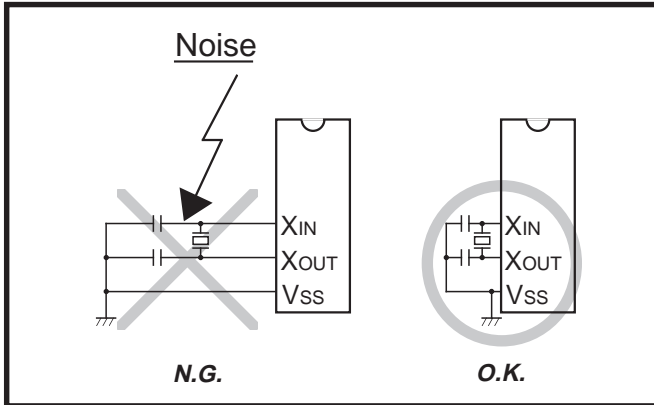 Noise
XIN
XOUT
VSS
N.G.
XIN
XOUT
VSS
O.K.